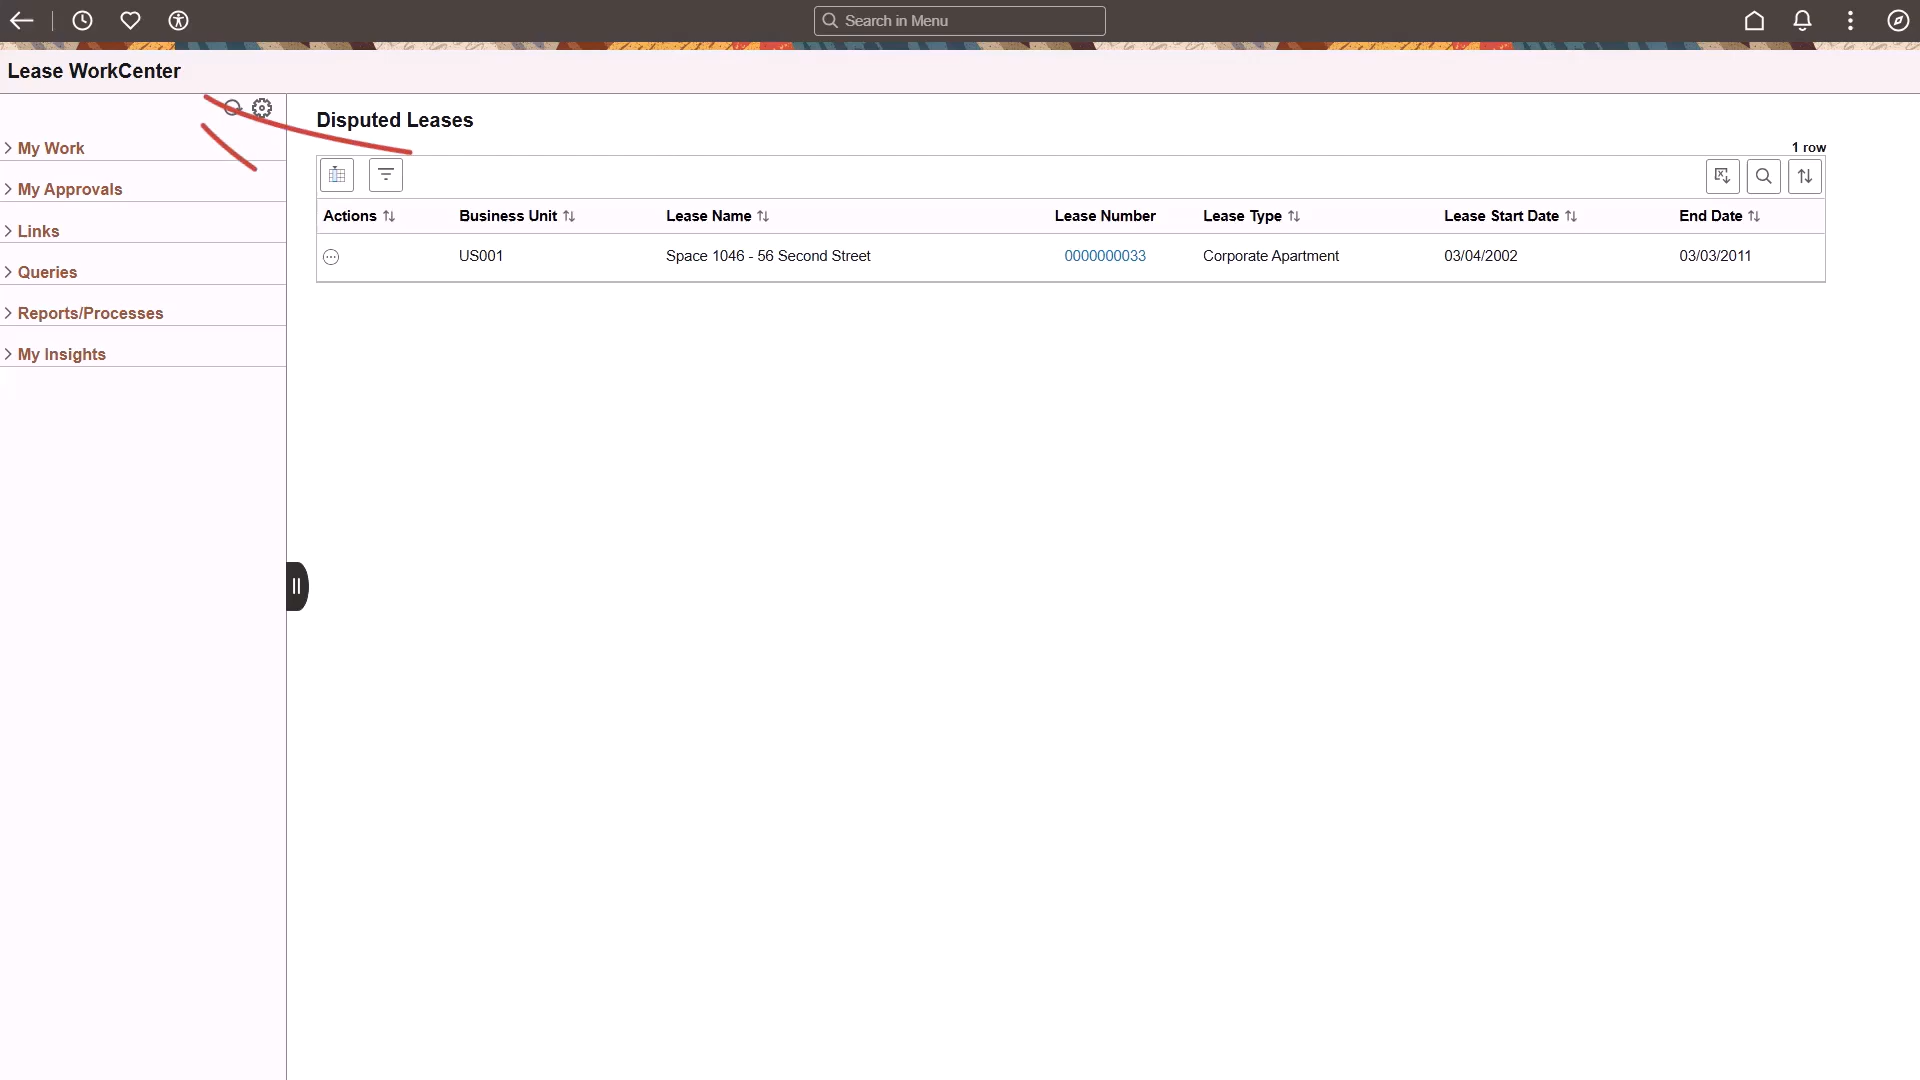 Search in Menu
Lease WorkCenter
My Work
My Approvals
Links
Queries
Reports/Processes
My Insights
Disputed Leases
1 row
Actions Business Unit Lease Name Lease Number Lease Type Lease Start Date End Date
US001 Space 1046 - 56 Second Street 0000000033 Corporate Apartment 03/04/2002 03/03/2011